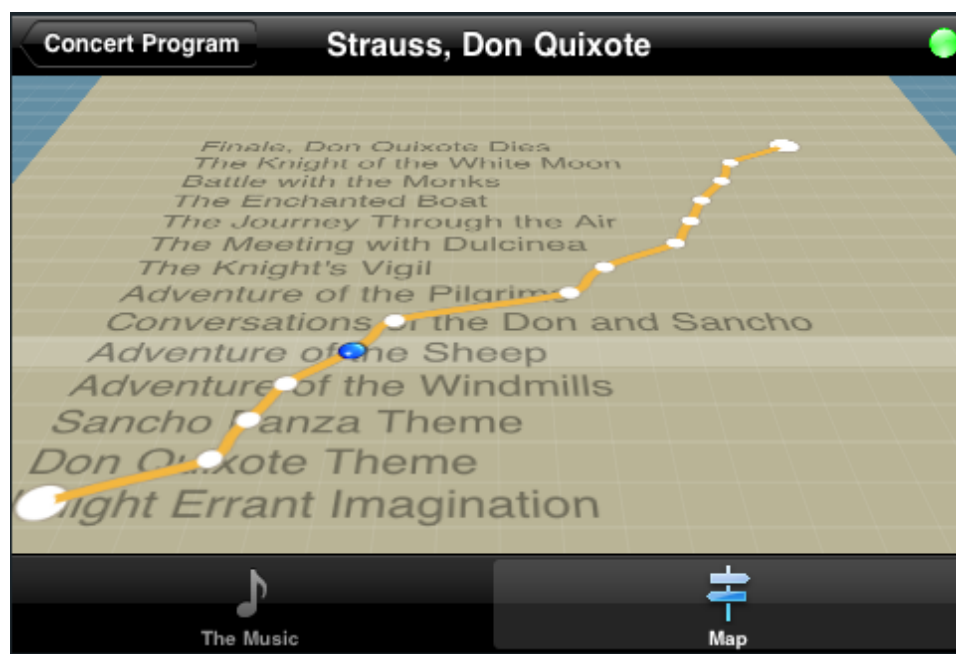 Concert Program
Strauss, Don Quixote
Finale, Don Quixote Dies
The Knight of the White Moon
Battle with the Monks
The Enchanted Boat
The Journey Through the Air
The Meeting with Dulcinea
The Knight's Vigil
Adventure of the Pilgrims
Conversations of the Don and Sancho
Adventure of the Sheep
Adventure of the Windmills
Sancho Panza Theme
Don Quixote Theme
Knight Errant Imagination
The Music
Map